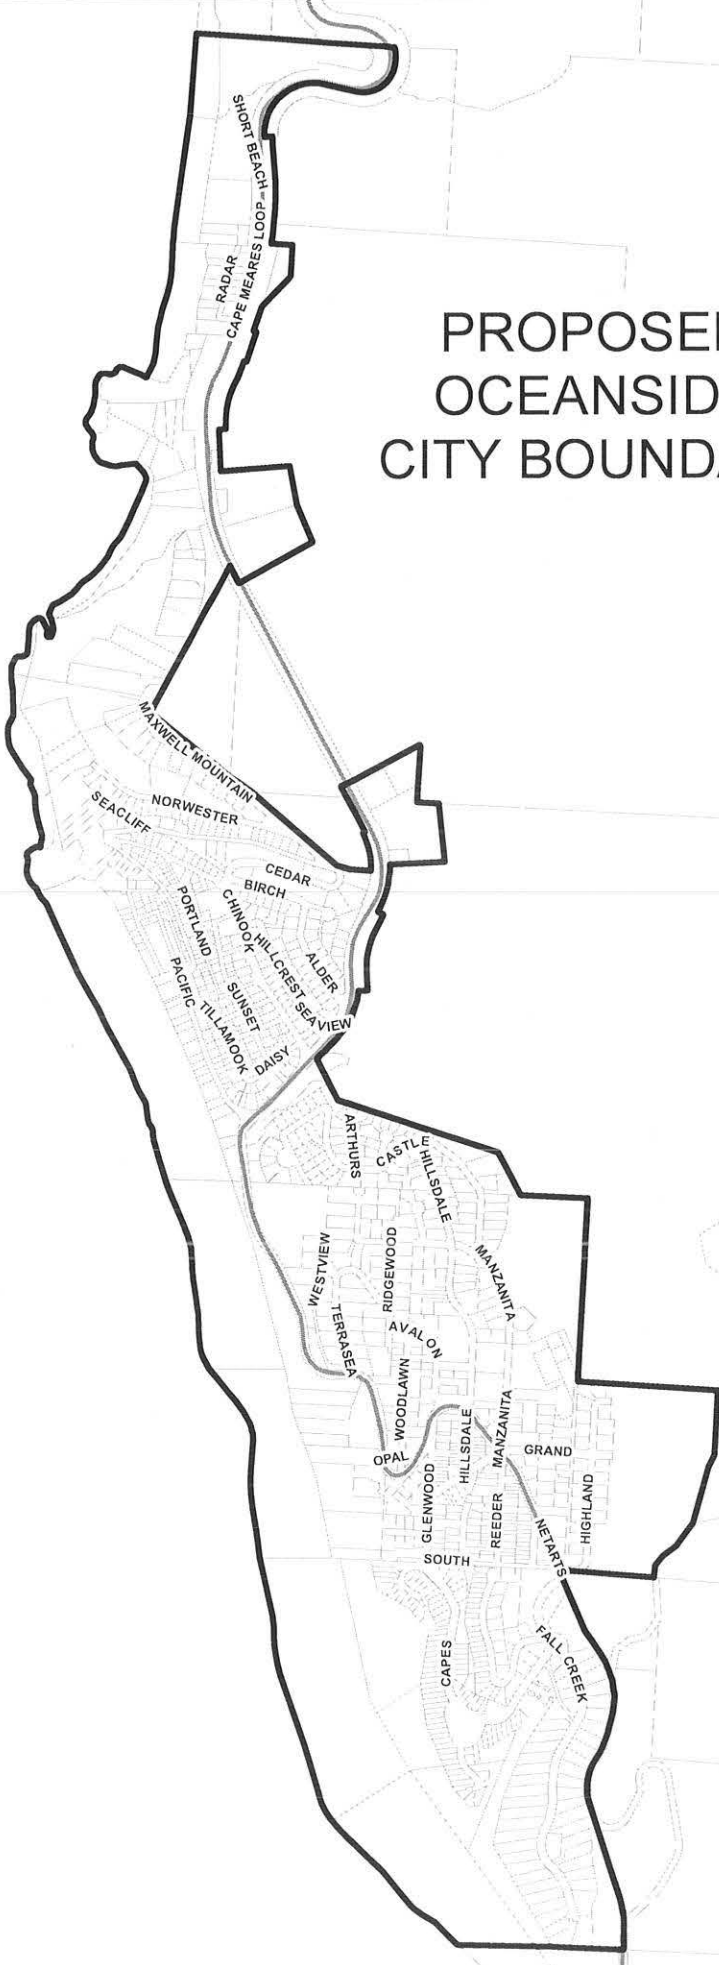 SHORT BEACH
CAPE MEARES LOOP
RADAR
PROPOSE
OCEANSID
CITY BOUND
MAXWELL MOUNTAIN
NORWESTER
SEACLIFF
CEDAR
BIRCH
PORTLAND
CHINOOK
HILLCREST
ALDER
PACIFIC
SUNSET
SEAVIEW
TILLAMOOK
DAISY
ARTHURS
CASTLE
HILLSDALE
WESTVIEW
RIDGEWOOD
MANZANITA
TERRASEA
AVALON
WOODLAWN
HILLSDALE
MANZANITA
GRAND
OPAL
GLENWOOD
REEDER
HIGHLAND
NETARTS
SOUTH
CAPES
FALL CREEK